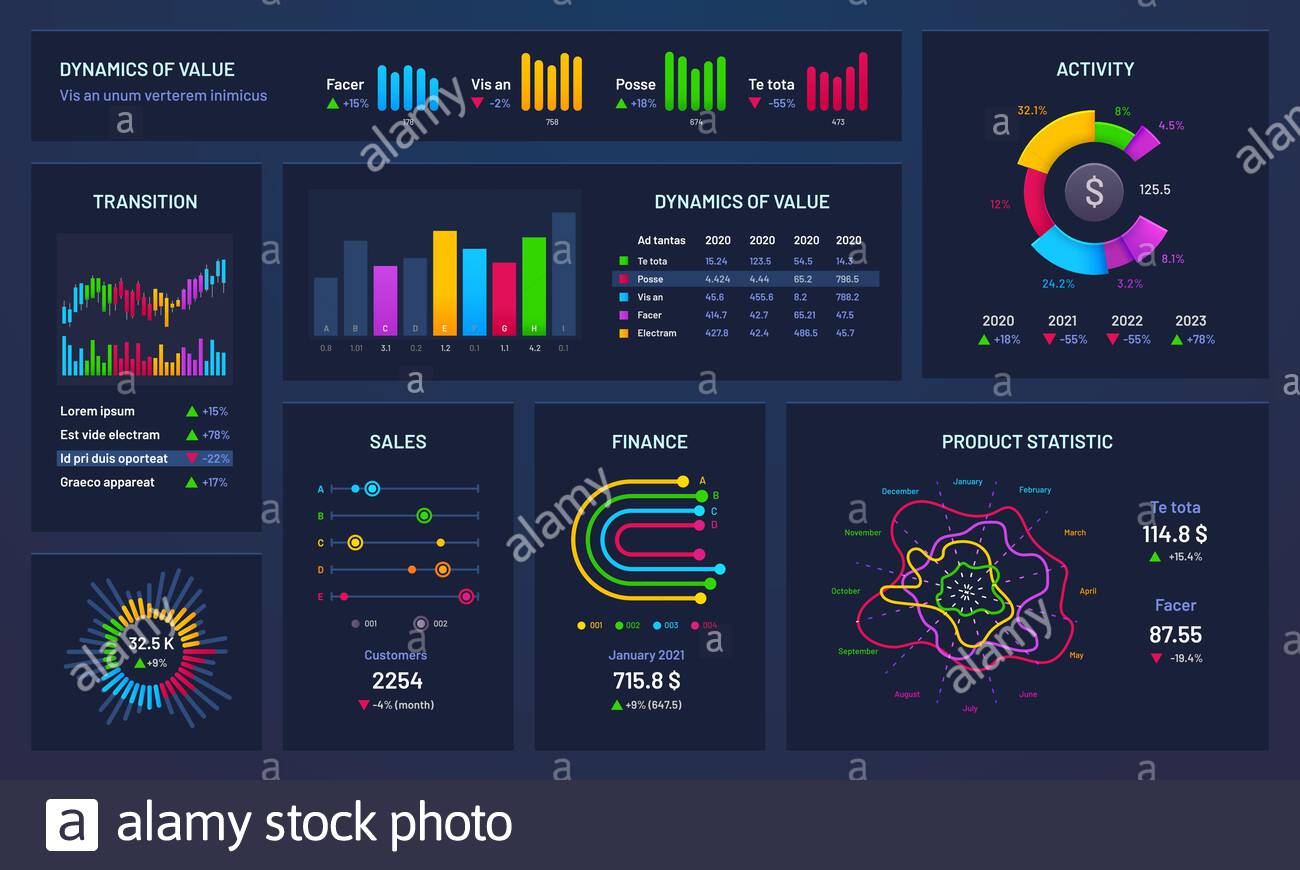 DYNAMICS OF VALUE
Vis an unum verterem inimicus
Facer
+15%
178
Vis an
-2%
758
Posse
+18%
674
Te tota
-55%
473
ACTIVITY
32.1%
8%
4.5%
12%
$
125.5
24.2%
3.2%
8.1%
2020 2021 2022 2023
+18% -55% -55% +78%
TRANSITION
Lorem ipsum +15%
Est vide electram +78%
Id pri duis oporteat -22%
Graeco appareat +17%
A B C D E F G H I
0.8 1.01 3.1 0.2 1.2 0.1 1.1 4.2 0.1
DYNAMICS OF VALUE
Ad tantas 2020 2020 2020 2020
Te tota 15.24 123.5 54.5 14.3
Posse 4.424 4.44 65.2 796.5
Vis an 45.6 455.6 8.2 788.2
Facer 414.7 42.7 65.21 47.5
Electram 427.8 42.4 486.5 45.7
32.5 K
+9%
SALES
A
B
C
D
E
001 002
Customers
2254
-4% (month)
FINANCE
A
B
C
D
001 002 003 004
January 2021
715.8 $
+9% (647.5)
PRODUCT STATISTIC
January
February
March
April
May
June
July
August
September
October
November
December
Te tota
114.8 $
+15.4%
Facer
87.55
-19.4%
alamy
alamy
alamy
alamy
a alamy stock photo